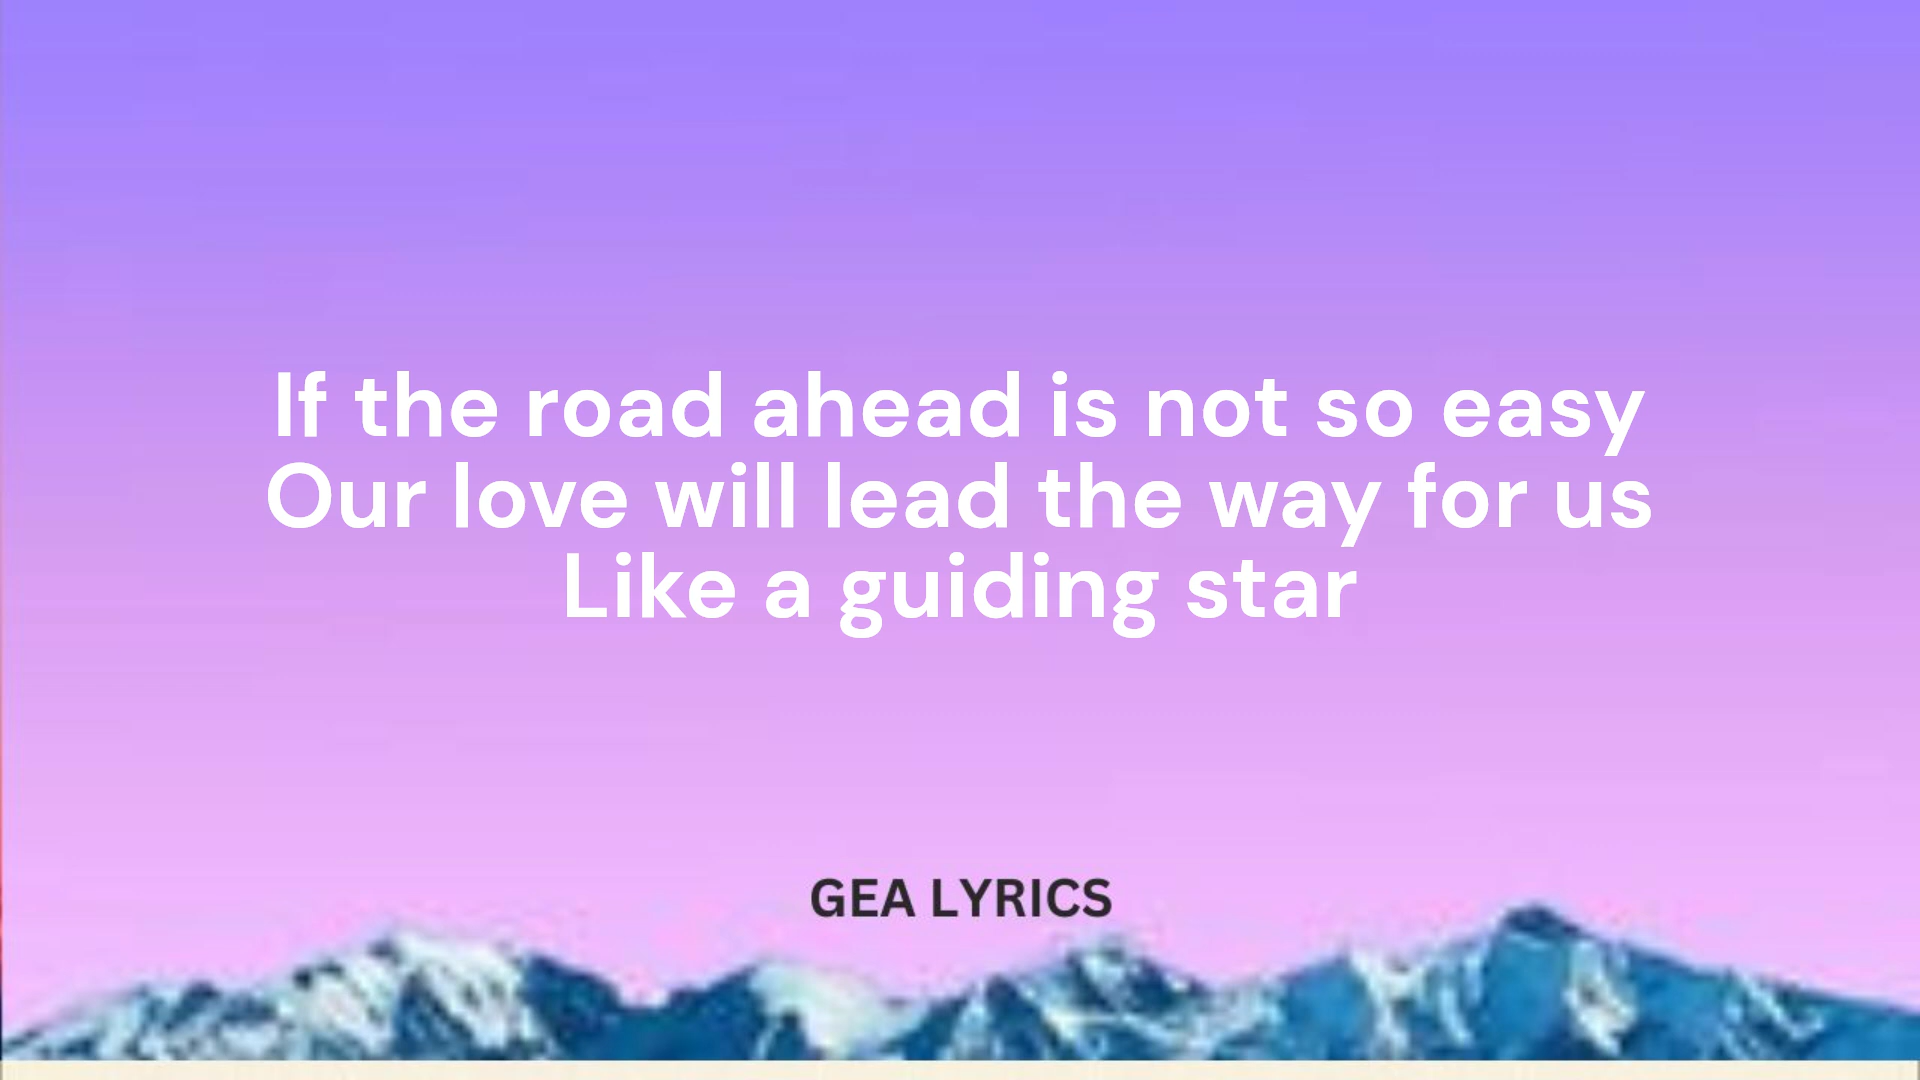 If the road ahead is not so easy
Our love will lead the way for us
Like a guiding star
GEA LYRICS